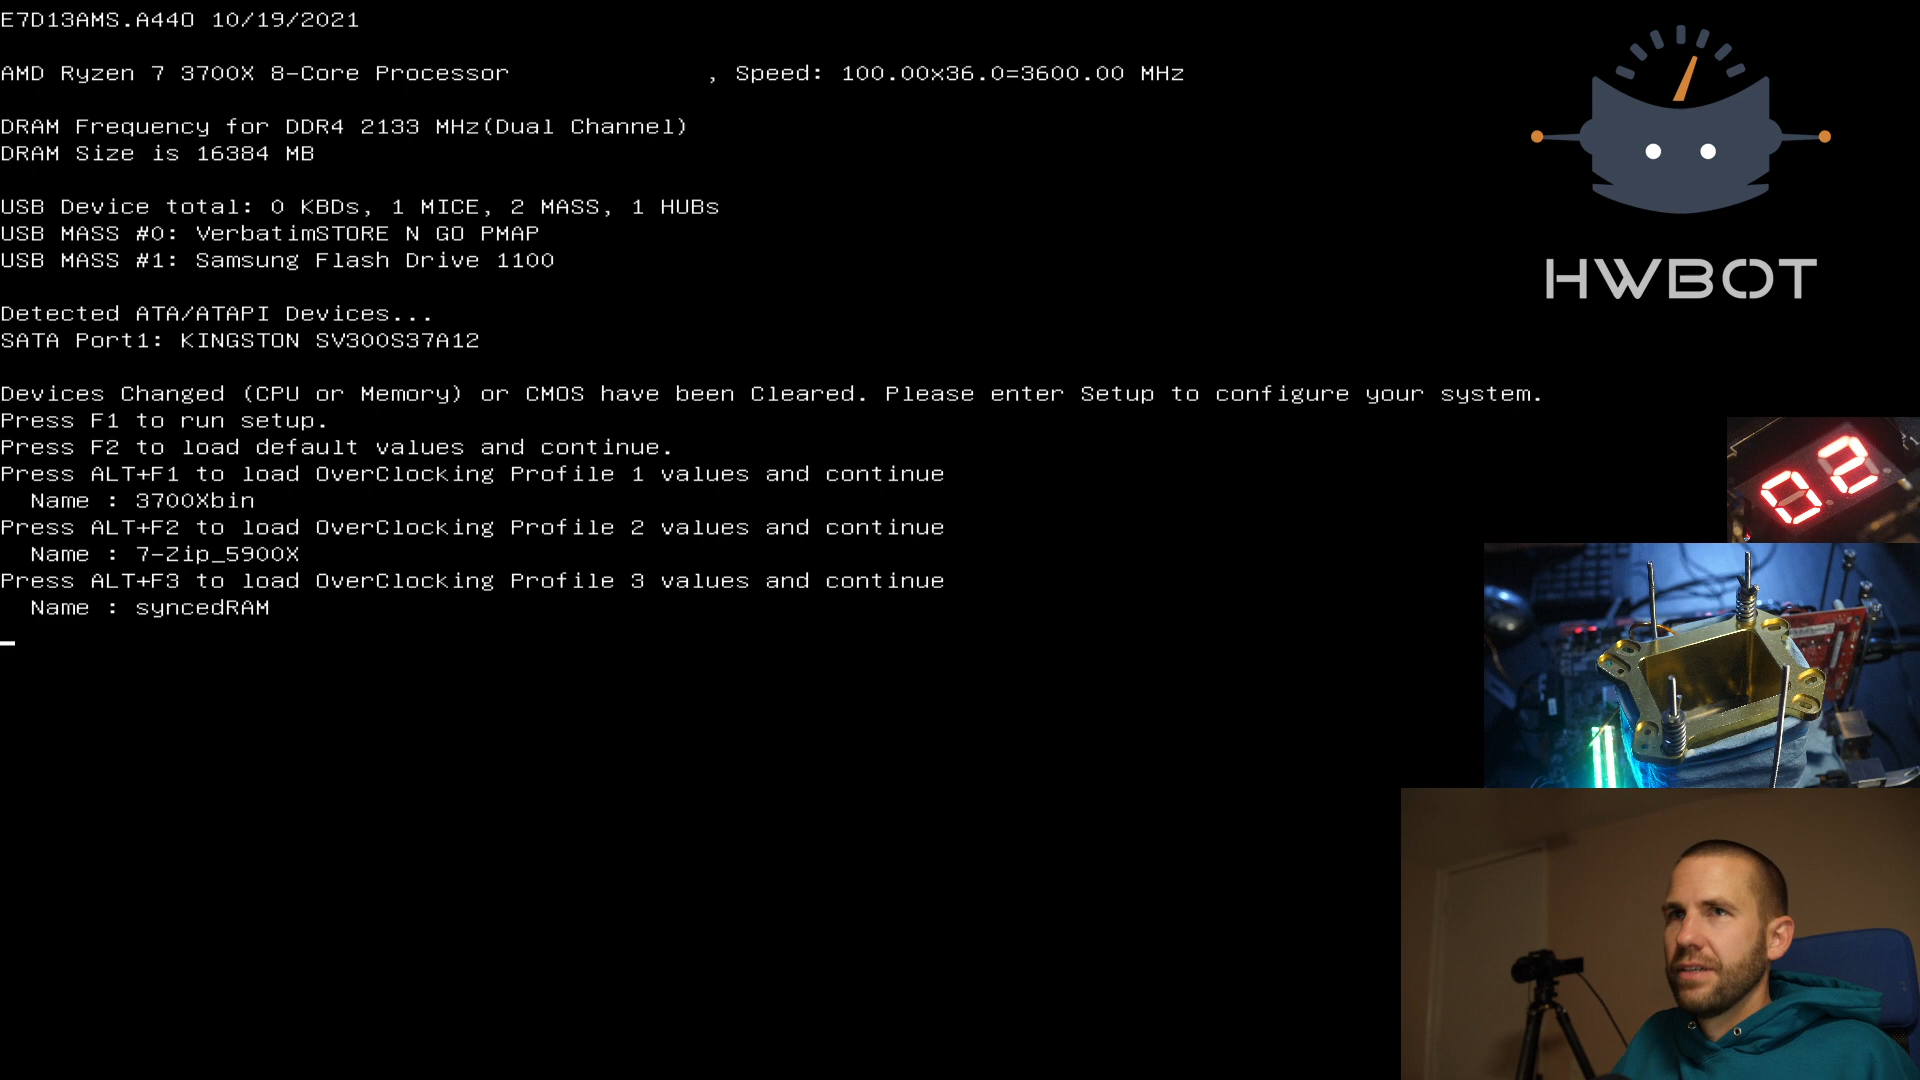 E7D13AMS.A440 10/19/2021
AMD Ryzen 7 3700X 8-Core Processor , Speed: 100.00x36.0=3600.00 MHz
DRAM Frequency for DDR4 2133 MHz(Dual Channel)
DRAM Size is 16384 MB
USB Device total: 0 KBDs, 1 MICE, 2 MASS, 1 HUBs
USB MASS #0: VerbatimSTORE N GO PMAP
USB MASS #1: Samsung Flash Drive 1100
Detected ATA/ATAPI Devices...
SATA Port1: KINGSTON SV300S37A12
Devices Changed (CPU or Memory) or CMOS have been Cleared. Please enter Setup to configure your system.
Press F1 to run setup.
Press F2 to load default values and continue.
Press ALT+F1 to load OverClocking Profile 1 values and continue
Name : 3700Xbin
Press ALT+F2 to load OverClocking Profile 2 values and continue
Name : 7-Zip_5900X
Press ALT+F3 to load OverClocking Profile 3 values and continue
Name : syncedRAM
HWBOT
02